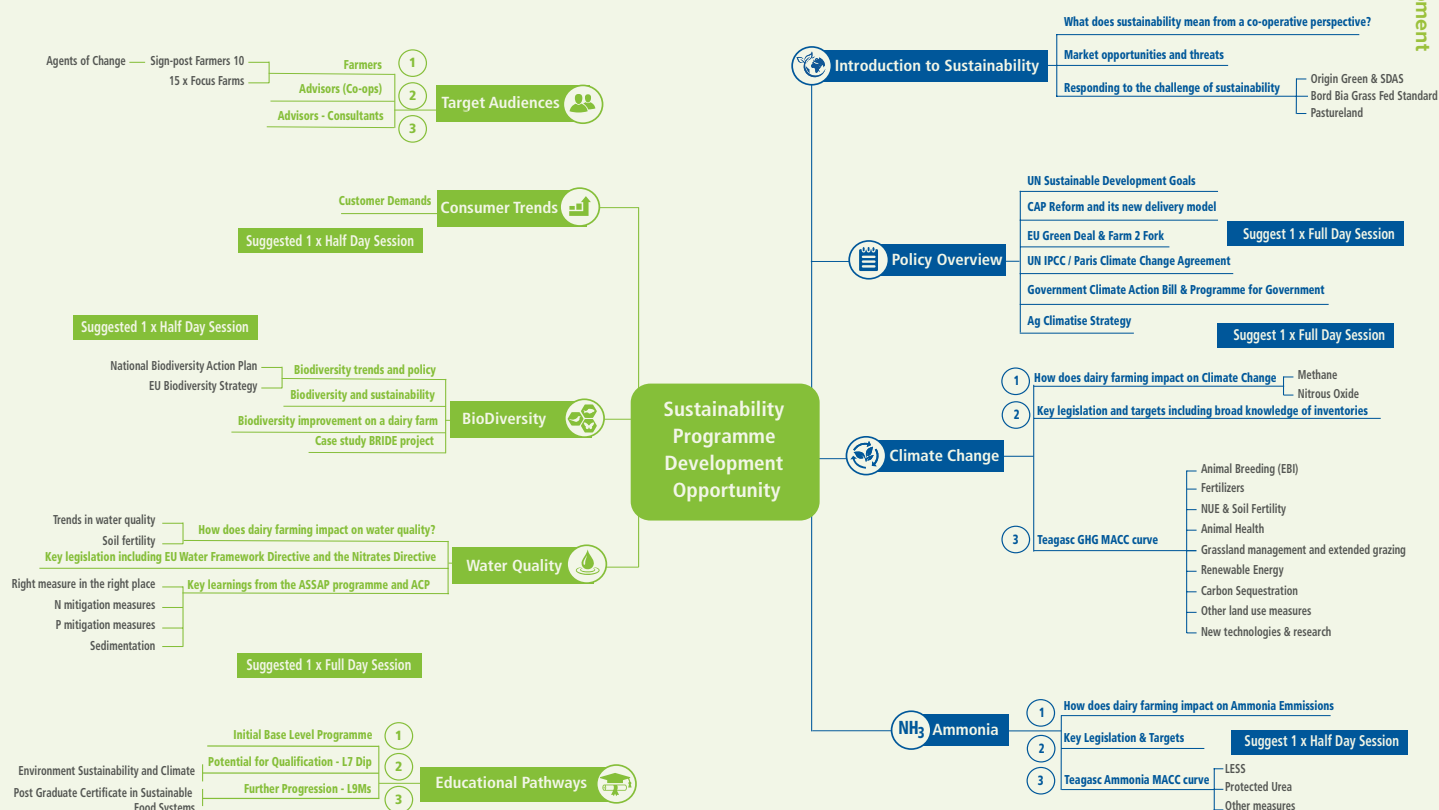 oment
Agents of Change
Sign-post Farmers 10
15 x Focus Farms
Farmers
Advisors (Co-ops)
Advisors - Consultants
1
2
3
Target Audiences
Customer Demands
Consumer Trends
Suggested 1 x Half Day Session
Suggested 1 x Half Day Session
National Biodiversity Action Plan
EU Biodiversity Strategy
Biodiversity trends and policy
Biodiversity and sustainability
Biodiversity improvement on a dairy farm
Case study BRIDE project
BioDiversity
Trends in water quality
Soil fertility
How does dairy farming impact on water quality?
Key legislation including EU Water Framework Directive and the Nitrates Directive
Key learnings from the ASSAP programme and ACP
Right measure in the right place
N mitigation measures
P mitigation measures
Sedimentation
Water Quality
Suggested 1 x Full Day Session
Initial Base Level Programme
Potential for Qualification - L7 Dip
Further Progression - L9Ms
1
2
3
Environment Sustainability and Climate
Post Graduate Certificate in Sustainable
Food Systems
Educational Pathways
Sustainability
Programme
Development
Opportunity
Introduction to Sustainability
What does sustainability mean from a co-operative perspective?
Market opportunities and threats
Responding to the challenge of sustainability
Origin Green & SDAS
Bord Bia Grass Fed Standard
Pastureland
Policy Overview
UN Sustainable Development Goals
CAP Reform and its new delivery model
EU Green Deal & Farm 2 Fork
UN IPCC / Paris Climate Change Agreement
Government Climate Action Bill & Programme for Government
Ag Climatise Strategy
Suggest 1 x Full Day Session
Suggest 1 x Full Day Session
Climate Change
1
How does dairy farming impact on Climate Change
Methane
Nitrous Oxide
2
Key legislation and targets including broad knowledge of inventories
3
Teagasc GHG MACC curve
Animal Breeding (EBI)
Fertilizers
NUE & Soil Fertility
Animal Health
Grassland management and extended grazing
Renewable Energy
Carbon Sequestration
Other land use measures
New technologies & research
NH3 Ammonia
1
How does dairy farming impact on Ammonia Emmissions
2
Key Legislation & Targets
3
Teagasc Ammonia MACC curve
LESS
Protected Urea
Other measures
Suggest 1 x Half Day Session